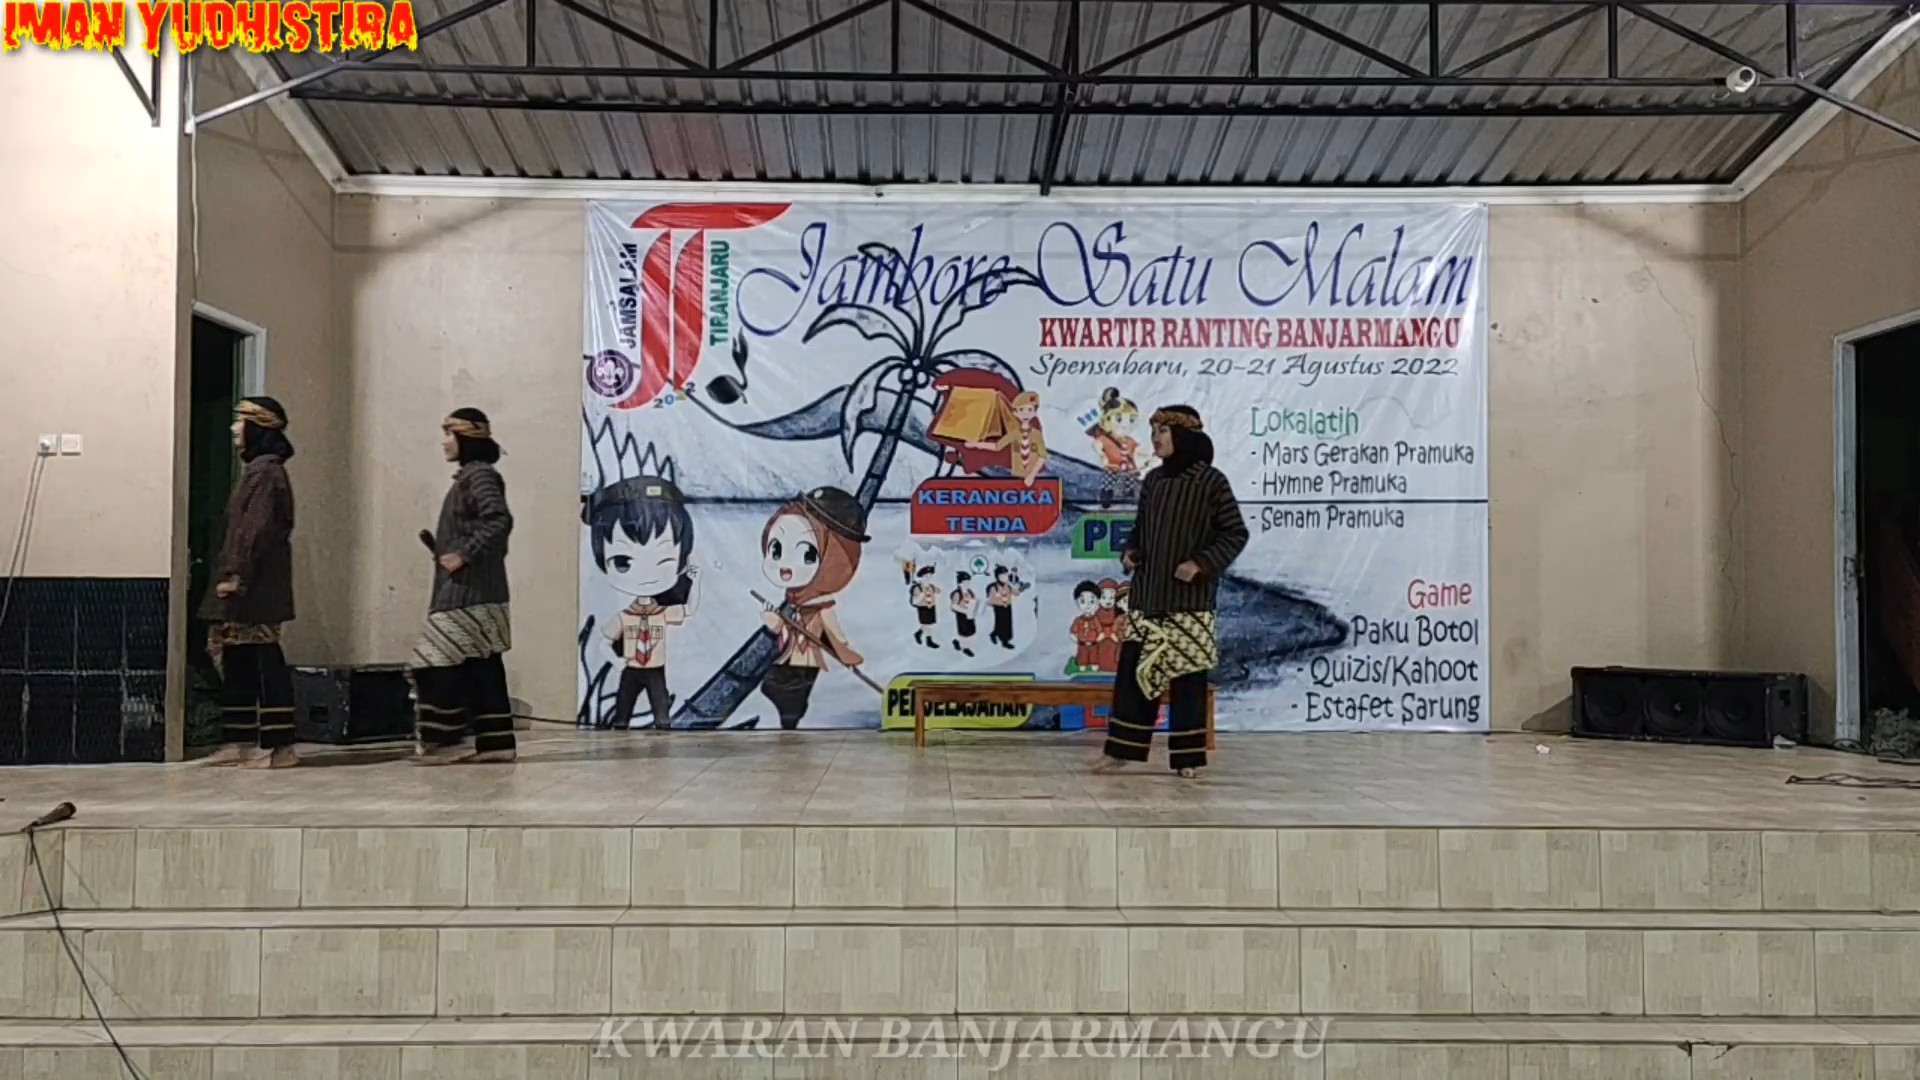 IMAN YUDHISTIRA
JAMSALAM
TIRANJARU
2022
Jambore Satu Malam
KWARTIR RANTING BANJARMANGU
Spensabaru, 20-21 Agustus 2022
Lokalatih
- Mars Gerakan Pramuka
- Hymne Pramuka
- Senam Pramuka
KERANGKA
TENDA
Game
Paku Botol
- Quizis/Kahoot
- Estafet Sarung
KWARAN BANJARMANGU